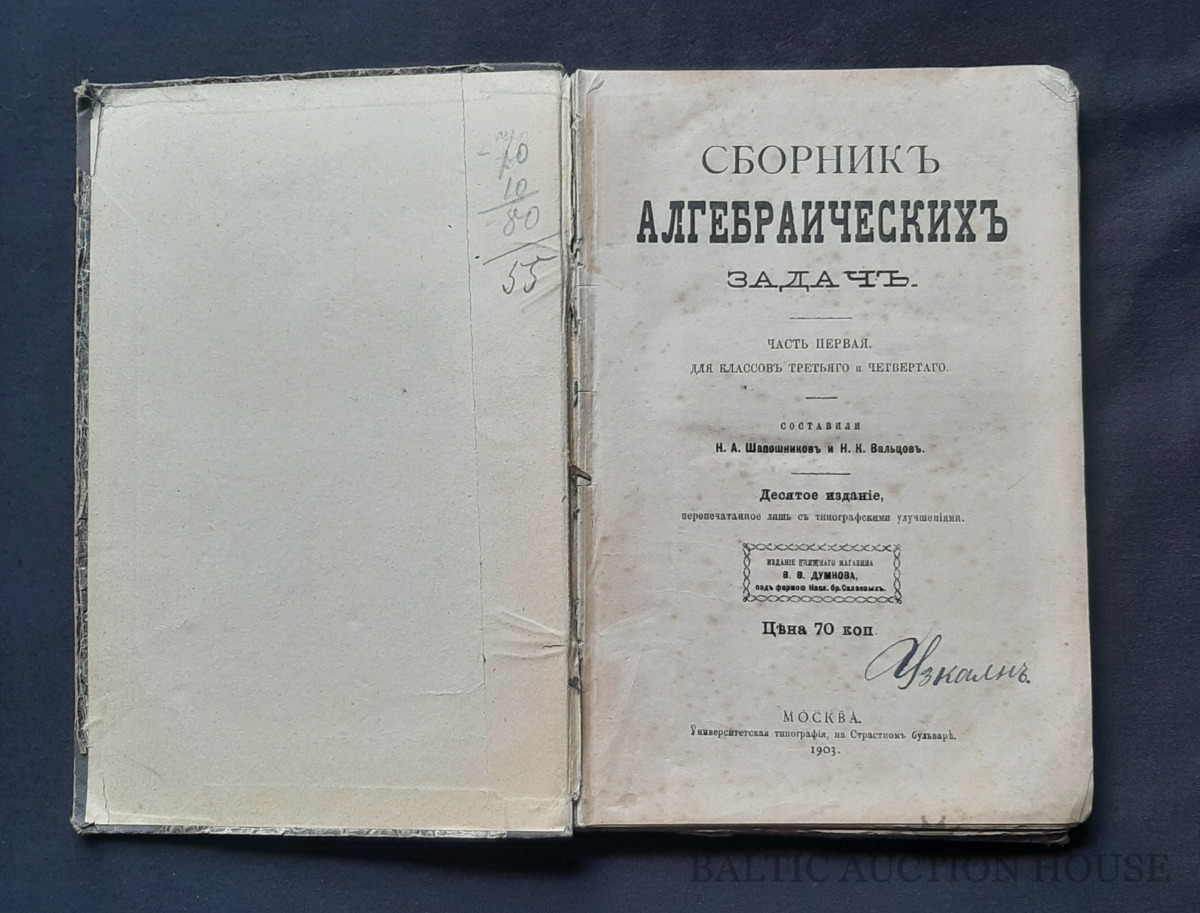 10
80
55
СБОРНИКЪ
АЛГЕБРАИЧЕСКИХЪ
ЗАДАЧЪ.
ЧАСТЬ ПЕРВАЯ.
ДЛЯ КЛАССОВЪ ТРЕТЬЯГО и ЧЕТВЕРТАГО.
СОСТАВИЛИ
Н. А. Шапошниковъ и Н. К. Вальцовъ.
Десятое изданіе,
перепечатанное лишь съ типографскими улучшеніями.
ИЗДАНІЕ КНИЖНАГО МАГАЗИНА
В. В. ДУМНОВА,
подъ фирмою Насл. бр. Салаевыхъ.
Цѣна 70 коп.
Узкалнъ.
МОСКВА.
Университетская типографія, на Страстномъ бульварѣ.
1903.
BALTIC AUCTION HOUSE